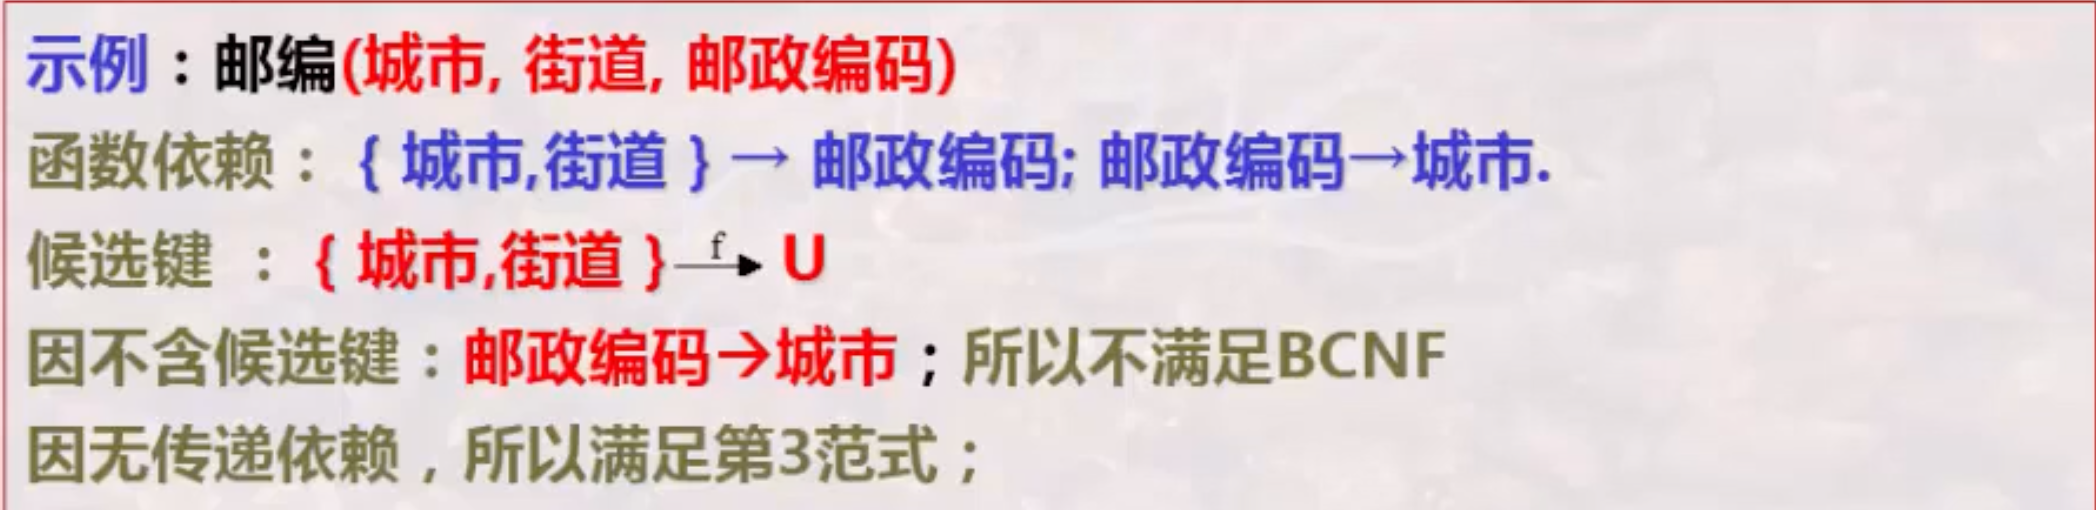 示例：邮编(城市, 街道, 邮政编码)
函数依赖：{ 城市,街道 } → 邮政编码; 邮政编码→城市.
候选键 ：{ 城市,街道 } f→ U
因不含候选键：邮政编码→城市；所以不满足BCNF
因无传递依赖，所以满足第3范式；